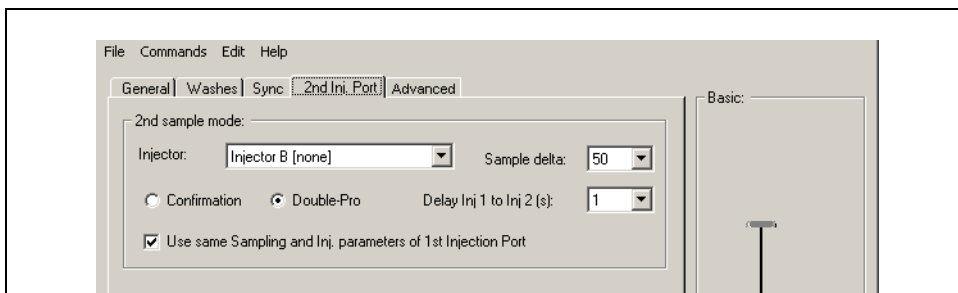 File Commands Edit Help
General Washes Sync 2nd Inj. Port Advanced
Basic:
2nd sample mode:
Injector: Injector B [none] Sample delta: 50
Confirmation Double-Pro Delay Inj 1 to Inj 2 (s): 1
Use same Sampling and Inj. parameters of 1st Injection Port